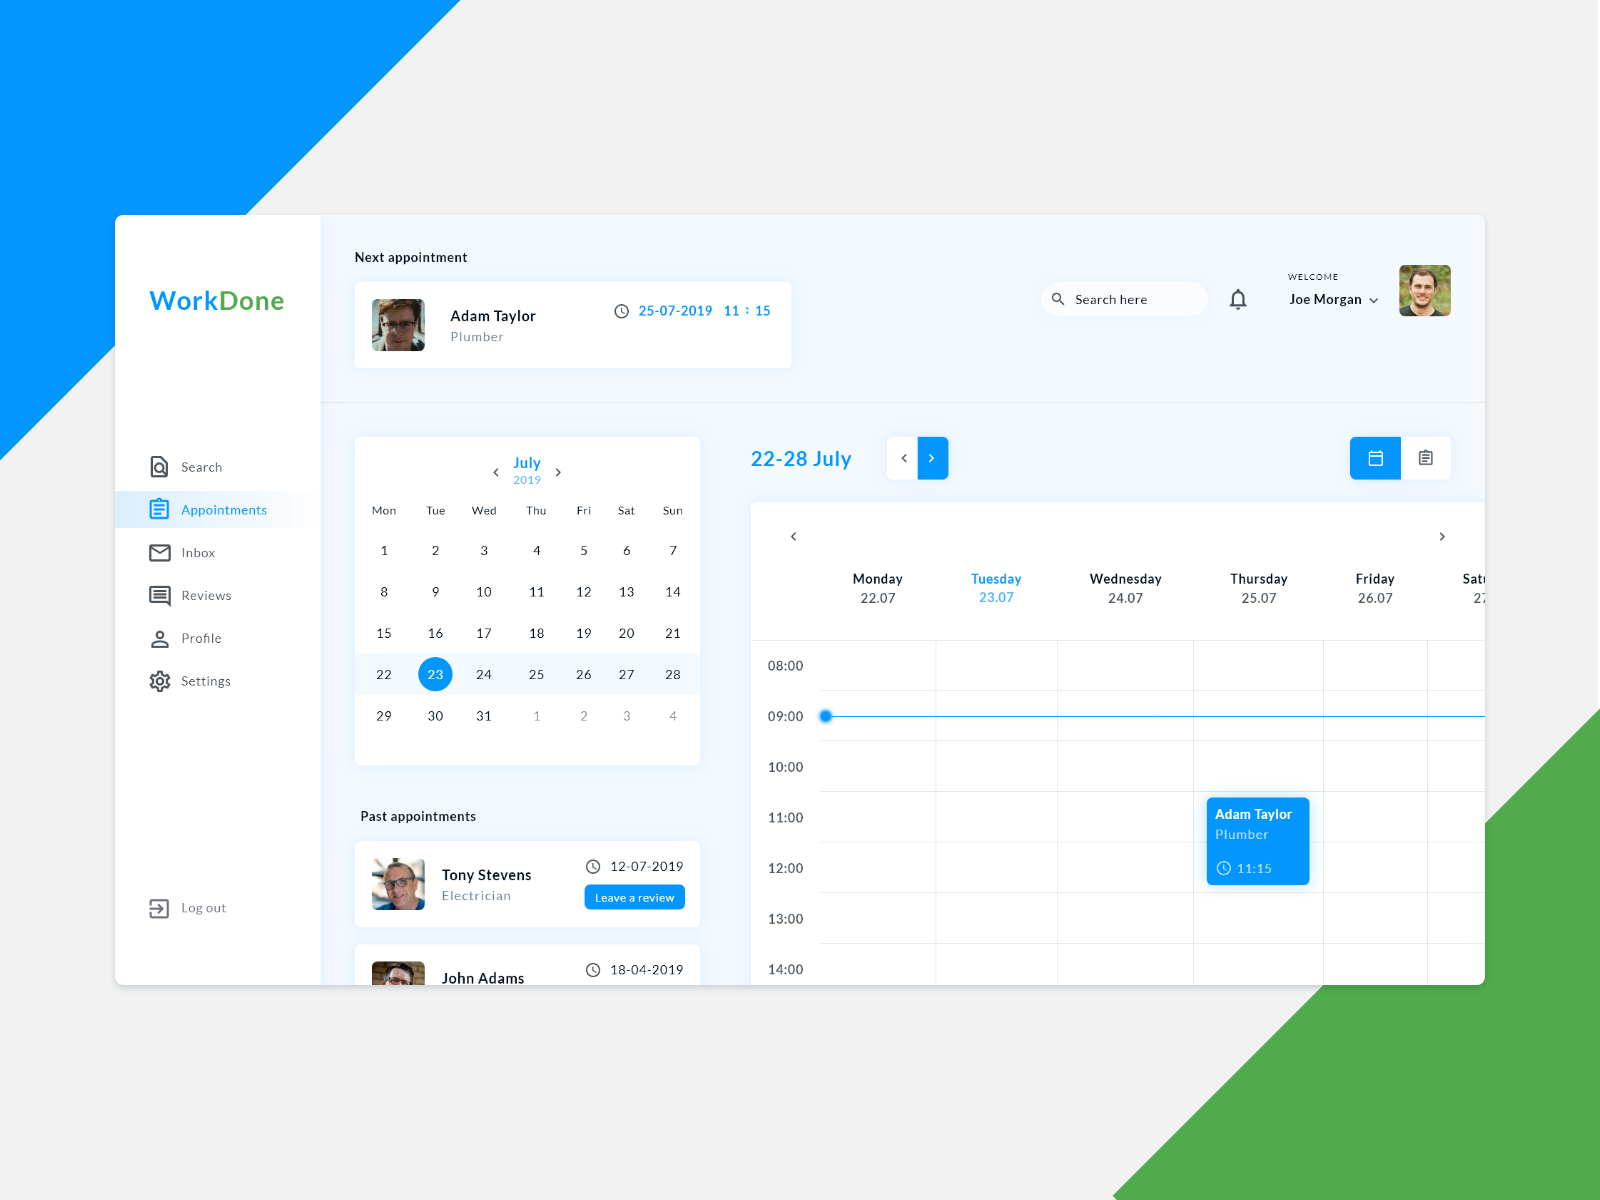 WorkDone
Search
Appointments
Inbox
Reviews
Profile
Settings
Log out
Next appointment
Adam Taylor
Plumber
25-07-2019 11 : 15
Search here
WELCOME
Joe Morgan
July
2019
Mon Tue Wed Thu Fri Sat Sun
1 2 3 4 5 6 7
8 9 10 11 12 13 14
15 16 17 18 19 20 21
22 23 24 25 26 27 28
29 30 31 1 2 3 4
Past appointments
Tony Stevens
Electrician
12-07-2019
Leave a review
John Adams
18-04-2019
22-28 July
Monday Tuesday Wednesday Thursday Friday Satu
22.07 23.07 24.07 25.07 26.07 27
08:00
09:00
10:00
11:00
12:00
13:00
14:00
Adam Taylor
Plumber
11:15